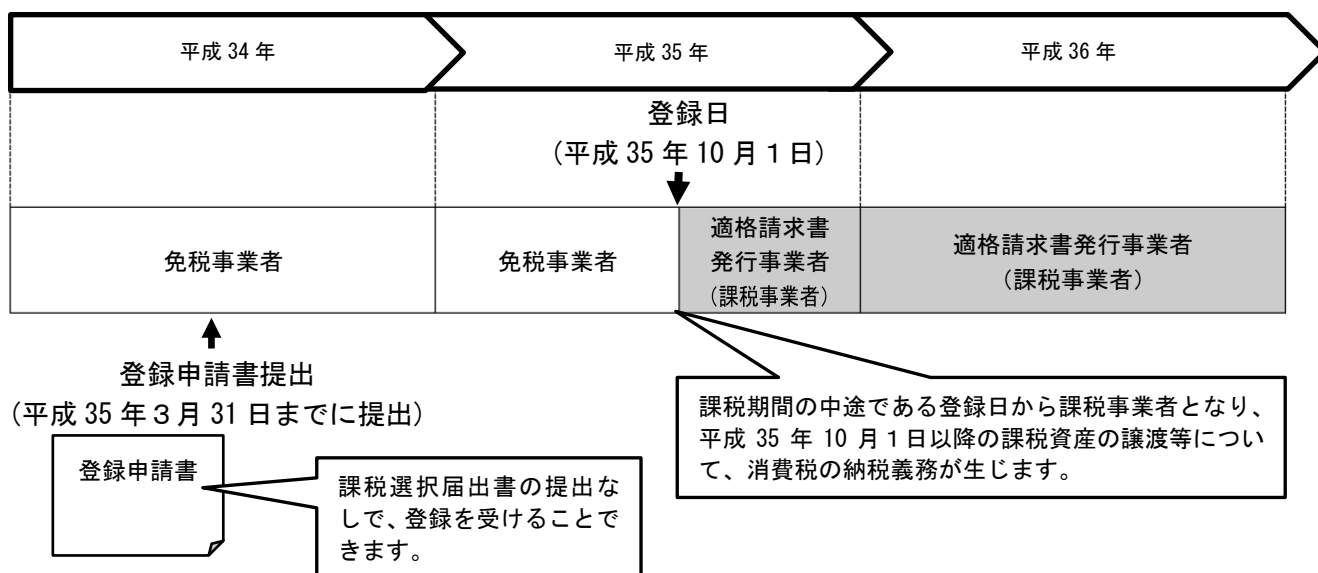 平成 34 年
平成 35 年
平成 36 年
登録日
(平成 35 年 10 月 1 日)
免税事業者
免税事業者
適格請求書
発行事業者
(課税事業者)
適格請求書発行事業者
(課税事業者)
登録申請書提出
(平成 35 年 3 月 31 日までに提出)
登録申請書
課税選択届出書の提出な
しで、登録を受けることで
きます。
課税期間の中途である登録日から課税事業者となり、
平成 35 年 10 月 1 日以降の課税資産の譲渡等につい
て、消費税の納税義務が生じます。